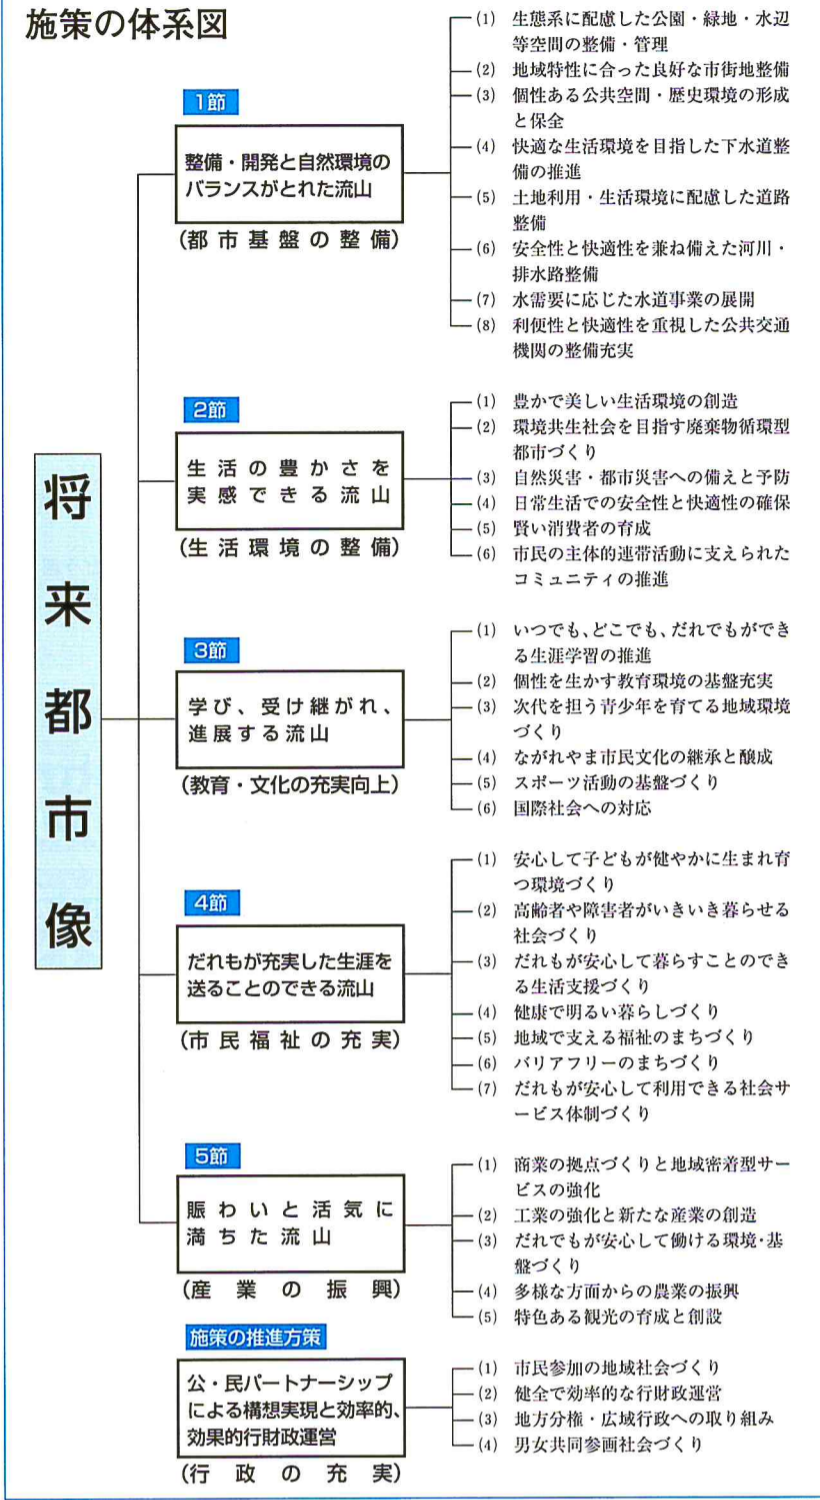 施策の体系図
1節
整備・開発と自然環境の
バランスがとれた流山
(都市基盤の整備)
(1) 生態系に配慮した公園・緑地・水辺
等空間の整備・管理
(2) 地域特性に合った良好な市街地整備
(3) 個性ある公共空間・歴史環境の形成
と保全
(4) 快適な生活環境を目指した下水道整
備の推進
(5) 土地利用・生活環境に配慮した道路
整備
(6) 安全性と快適性を兼ね備えた河川・
排水路整備
(7) 水需要に応じた水道事業の展開
(8) 利便性と快適性を重視した公共交通
機関の整備充実
将来都市像
2節
生活の豊かさを
実感できる流山
(生活環境の整備)
(1) 豊かで美しい生活環境の創造
(2) 環境共生社会を目指す廃棄物循環型
都市づくり
(3) 自然災害・都市災害への備えと予防
(4) 日常生活での安全性と快適性の確保
(5) 賢い消費者の育成
(6) 市民の主体的連帯活動に支えられた
コミュニティの推進
3節
学び、受け継がれ、
進展する流山
(教育・文化の充実向上)
(1) いつでも、どこでも、だれでもができ
る生涯学習の推進
(2) 個性を生かす教育環境の基盤充実
(3) 次代を担う青少年を育てる地域環境
づくり
(4) ながれやま市民文化の継承と醸成
(5) スポーツ活動の基盤づくり
(6) 国際社会への対応
4節
だれもが充実した生涯を
送ることのできる流山
(市民福祉の充実)
(1) 安心して子どもが健やかに生まれ育
つ環境づくり
(2) 高齢者や障害者がいきいき暮らせる
社会づくり
(3) だれもが安心して暮らすことのでき
る生活支援づくり
(4) 健康で明るい暮らしづくり
(5) 地域で支える福祉のまちづくり
(6) バリアフリーのまちづくり
(7) だれもが安心して利用できる社会サ
ービス体制づくり
5節
賑わいと活気に
満ちた流山
(産業の振興)
(1) 商業の拠点づくりと地域密着型サー
ビスの強化
(2) 工業の強化と新たな産業の創造
(3) だれでもが安心して働ける環境・基
盤づくり
(4) 多様な方面からの農業の振興
(5) 特色ある観光の育成と創設
施策の推進方策
公・民パートナーシップ
による構想実現と効率的、
効果的行財政運営
(行政の充実)
(1) 市民参加の地域社会づくり
(2) 健全で効率的な行財政運営
(3) 地方分権・広域行政への取り組み
(4) 男女共同参画社会づくり